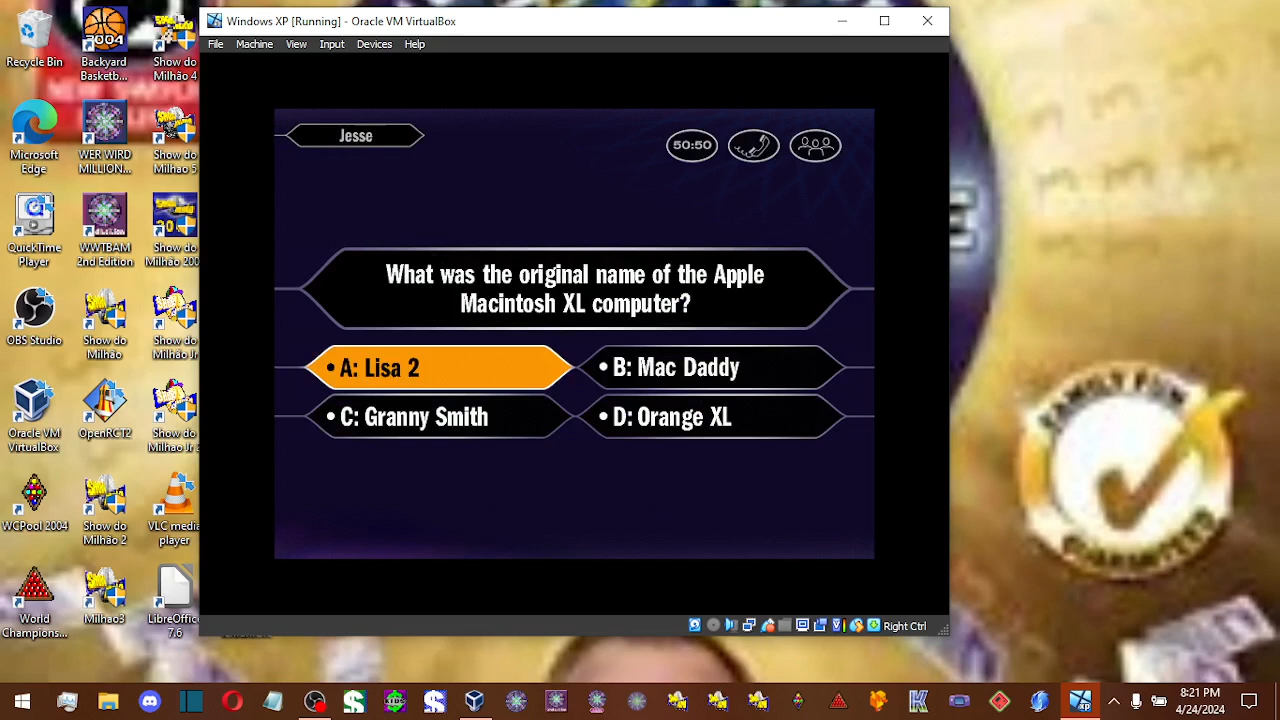 Windows XP [Running] - Oracle VM VirtualBox
File Machine View Input Devices Help
Recycle Bin
Backyard
Basketb...
Show do
Milhão 4
Microsoft
Edge
WER WIRD
MILLION...
Show do
Milhao 5
QuickTime
Player
WWTBAM
2nd Edition
Show do
Milhão 200
OBS Studio
Show do
Milhão
Show do
Milhão Jr
Oracle VM
VirtualBox
OpenRCT2
Show do
Milhão Jr 2
WCPool 2004
Show do
Milhão 2
VLC media
player
World
Champions...
Milhao3
LibreOffice
7.6
Jesse
50:50
What was the original name of the Apple
Macintosh XL computer?
• A: Lisa 2
• B: Mac Daddy
• C: Granny Smith
• D: Orange XL
Right Ctrl
FAMILY FUN
GUARANTEED
8:21 PM
4/24/2024